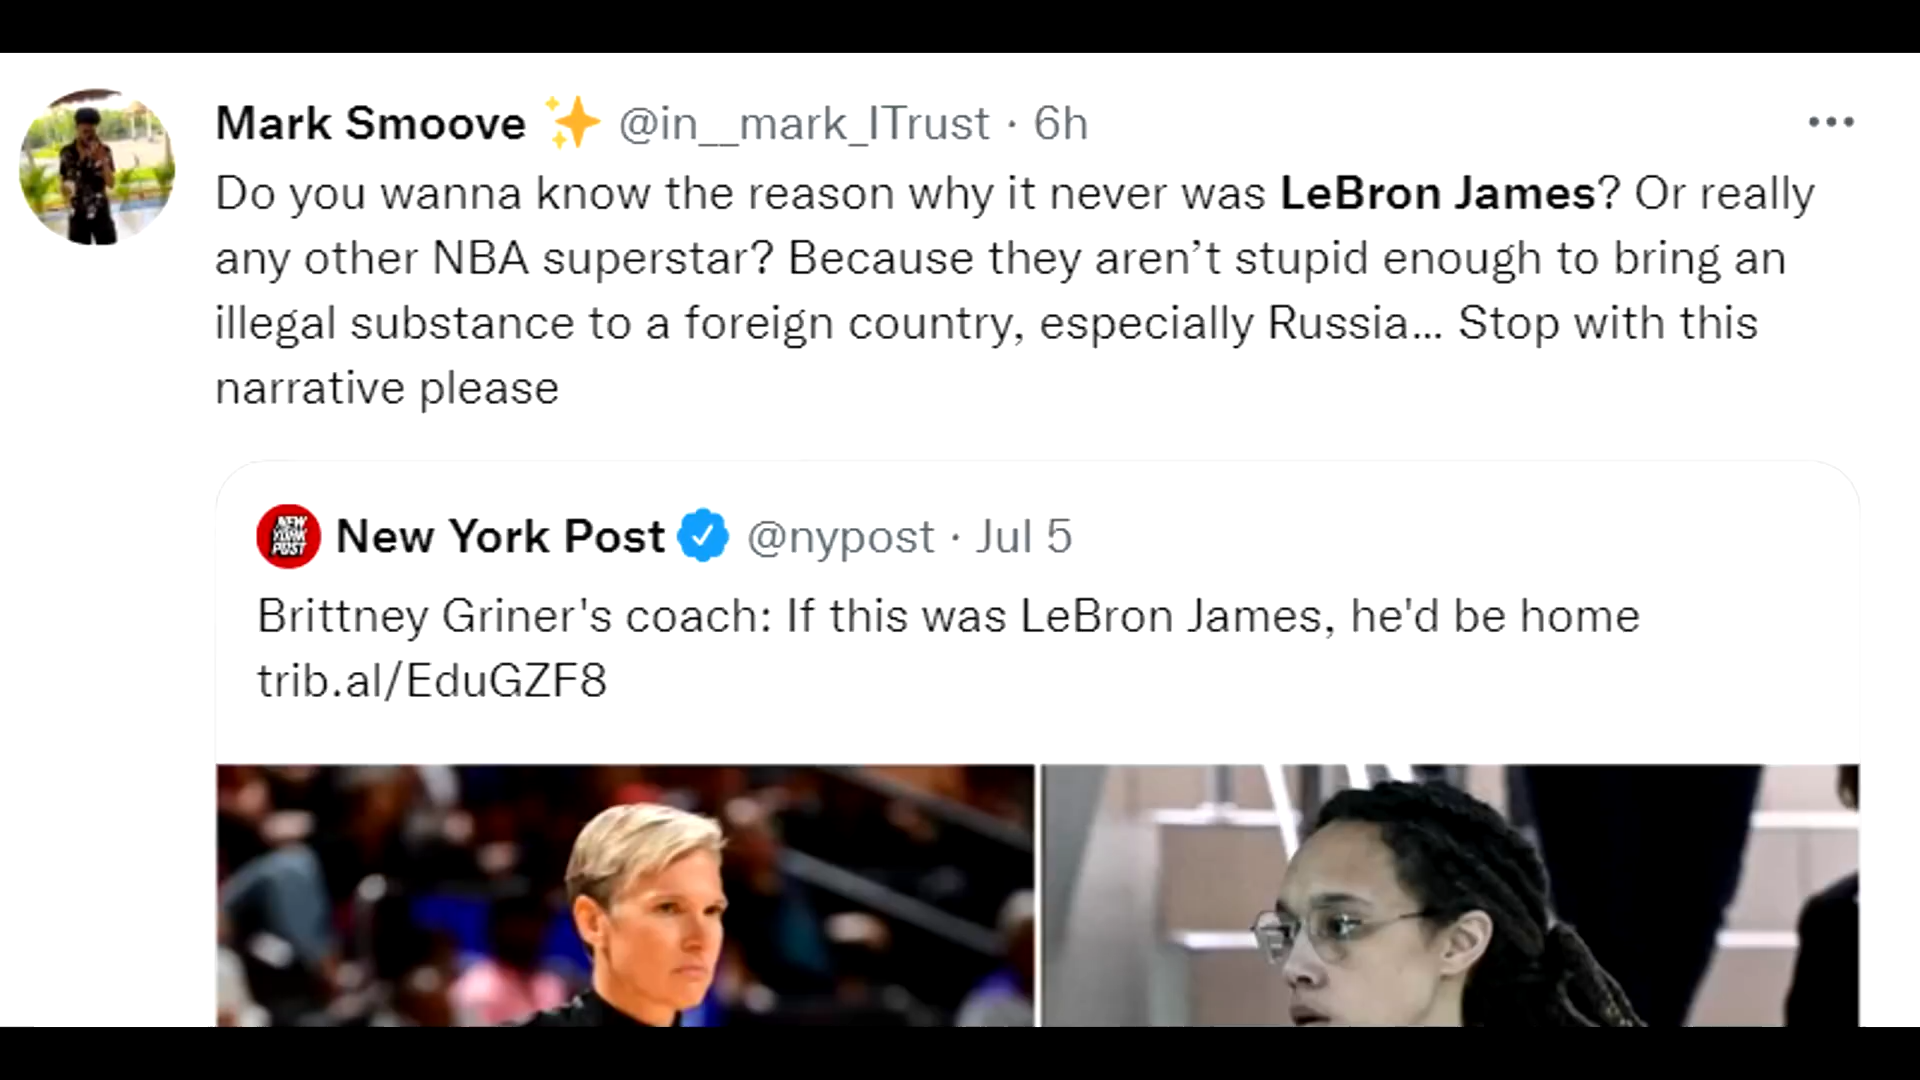 Mark Smoove ✨ @in__mark_ITrust · 6h
Do you wanna know the reason why it never was LeBron James? Or really
any other NBA superstar? Because they aren’t stupid enough to bring an
illegal substance to a foreign country, especially Russia... Stop with this
narrative please
NEW
YORK
POST
New York Post @nypost · Jul 5
Brittney Griner's coach: If this was LeBron James, he'd be home
trib.al/EduGZF8